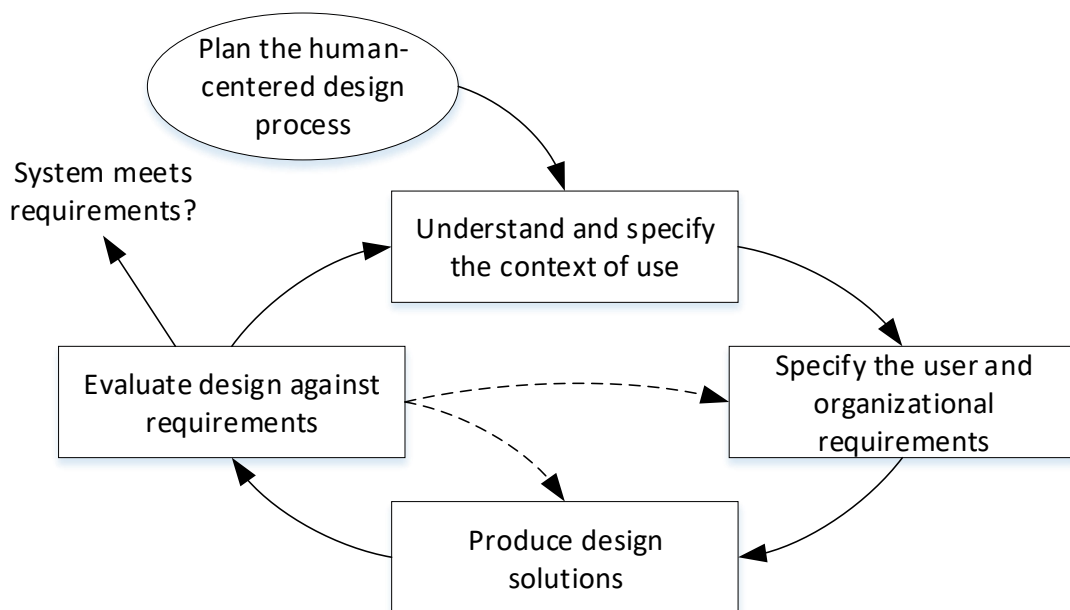 Plan the human-
centered design
process
System meets
requirements?
Understand and specify
the context of use
Evaluate design against
requirements
Specify the user and
organizational
requirements
Produce design
solutions